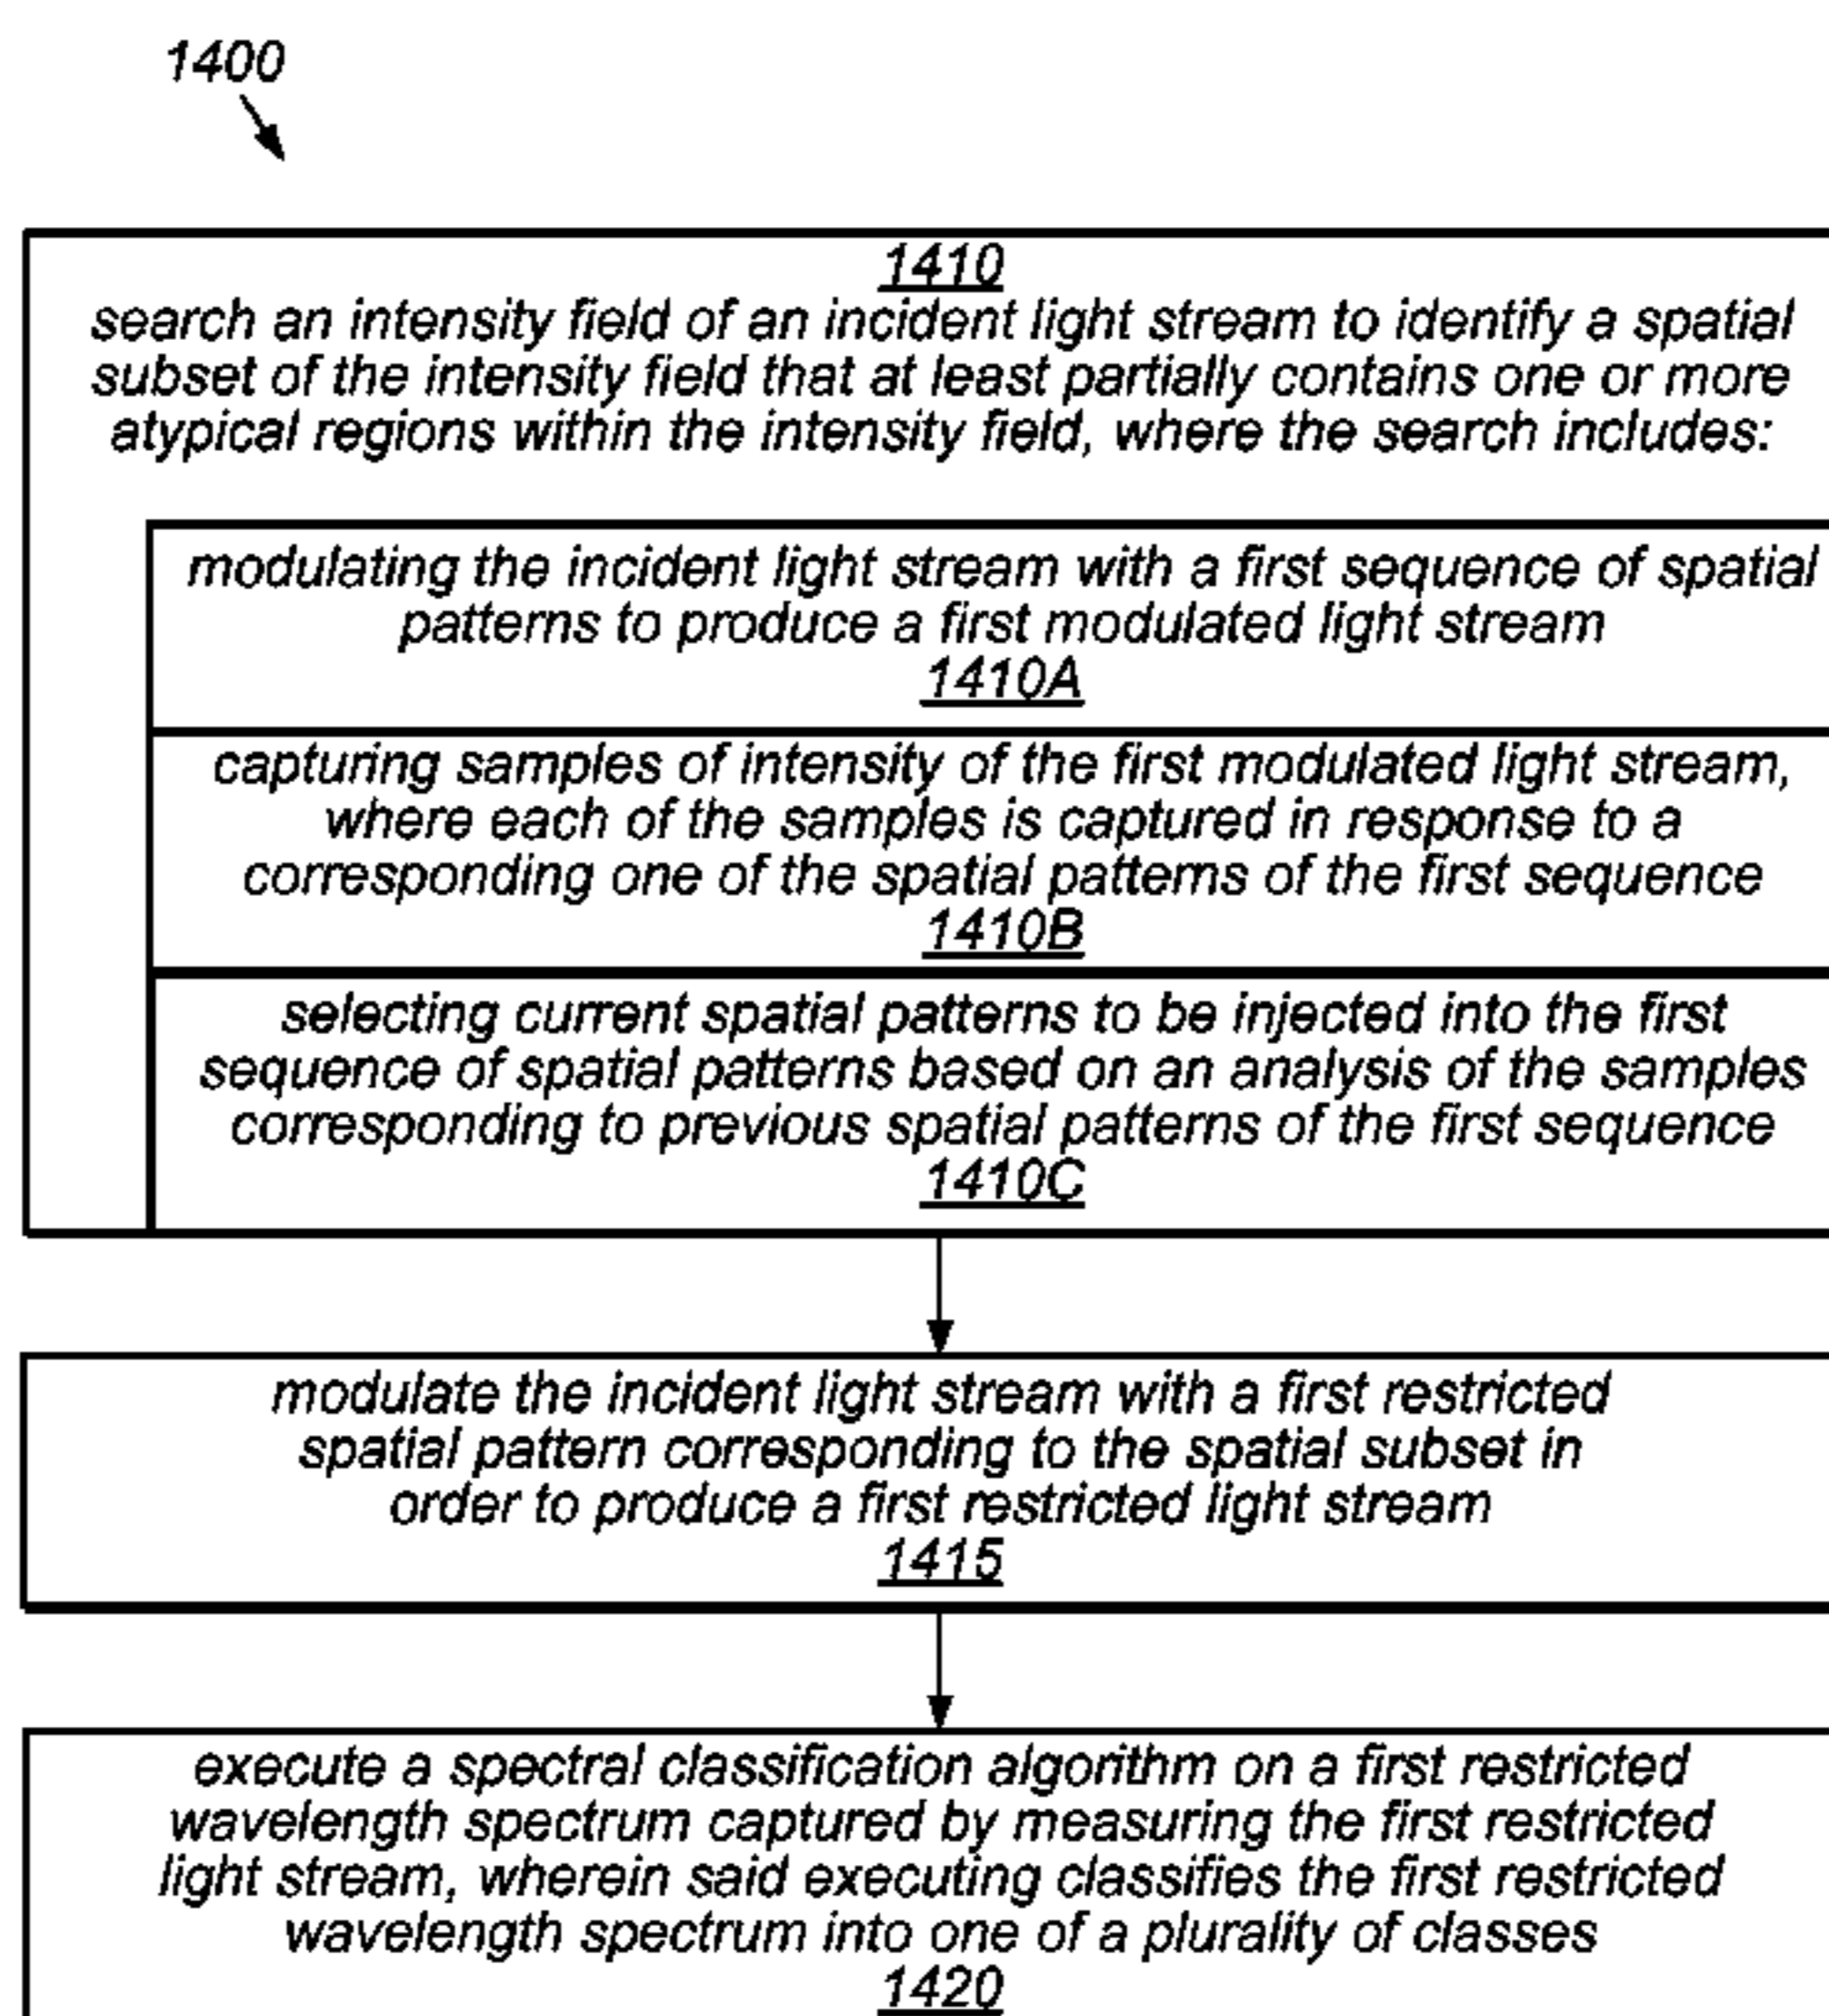 1400
1410
search an intensity field of an incident light stream to identify a spatial
subset of the intensity field that at least partially contains one or more
atypical regions within the intensity field, where the search includes:
modulating the incident light stream with a first sequence of spatial
patterns to produce a first modulated light stream
1410A
capturing samples of intensity of the first modulated light stream,
where each of the samples is captured in response to a
corresponding one of the spatial patterns of the first sequence
1410B
selecting current spatial patterns to be injected into the first
sequence of spatial patterns based on an analysis of the samples
corresponding to previous spatial patterns of the first sequence
1410C
modulate the incident light stream with a first restricted
spatial pattern corresponding to the spatial subset in
order to produce a first restricted light stream
1415
execute a spectral classification algorithm on a first restricted
wavelength spectrum captured by measuring the first restricted
light stream, wherein said executing classifies the first restricted
wavelength spectrum into one of a plurality of classes
1420